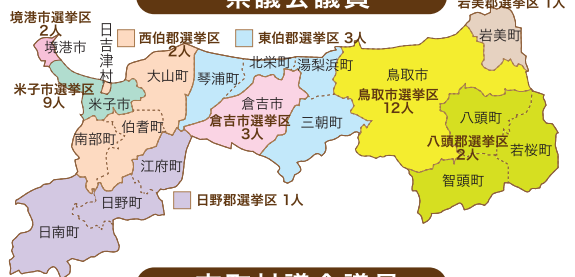 県議会議員
岩美郡選挙区 1人
境港市選挙区
2人
境港市
日吉津村
西伯郡選挙区
2人
東伯郡選挙区 3人
岩美町
米子市選挙区
9人
米子市
大山町
琴浦町
北栄町
湯梨浜町
鳥取市
鳥取市選挙区
12人
倉吉市
倉吉市選挙区
3人
三朝町
八頭町
八頭郡選挙区
2人
若桜町
智頭町
南部町
伯耆町
江府町
日野町
日南町
日野郡選挙区 1人
市町村議会議員